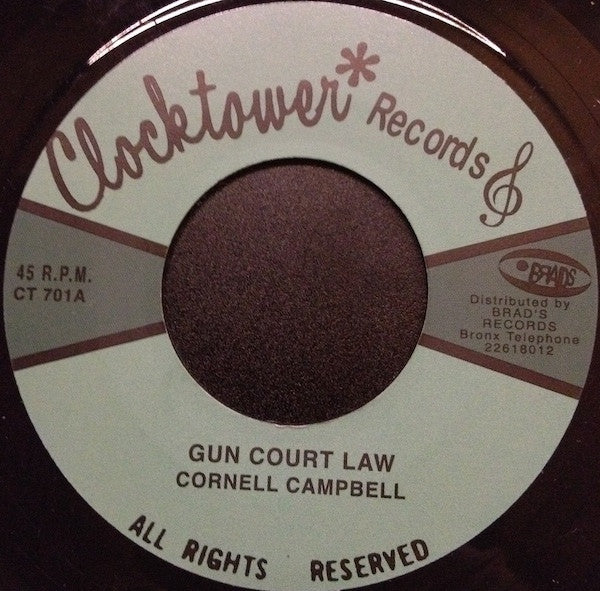 Clocktower* Records
45 R.P.M.
CT 701A
BRADS
Distributed by
BRAD'S
RECORDS
Bronx Telephone
22618012
GUN COURT LAW
CORNELL CAMPBELL
ALL RIGHTS RESERVED